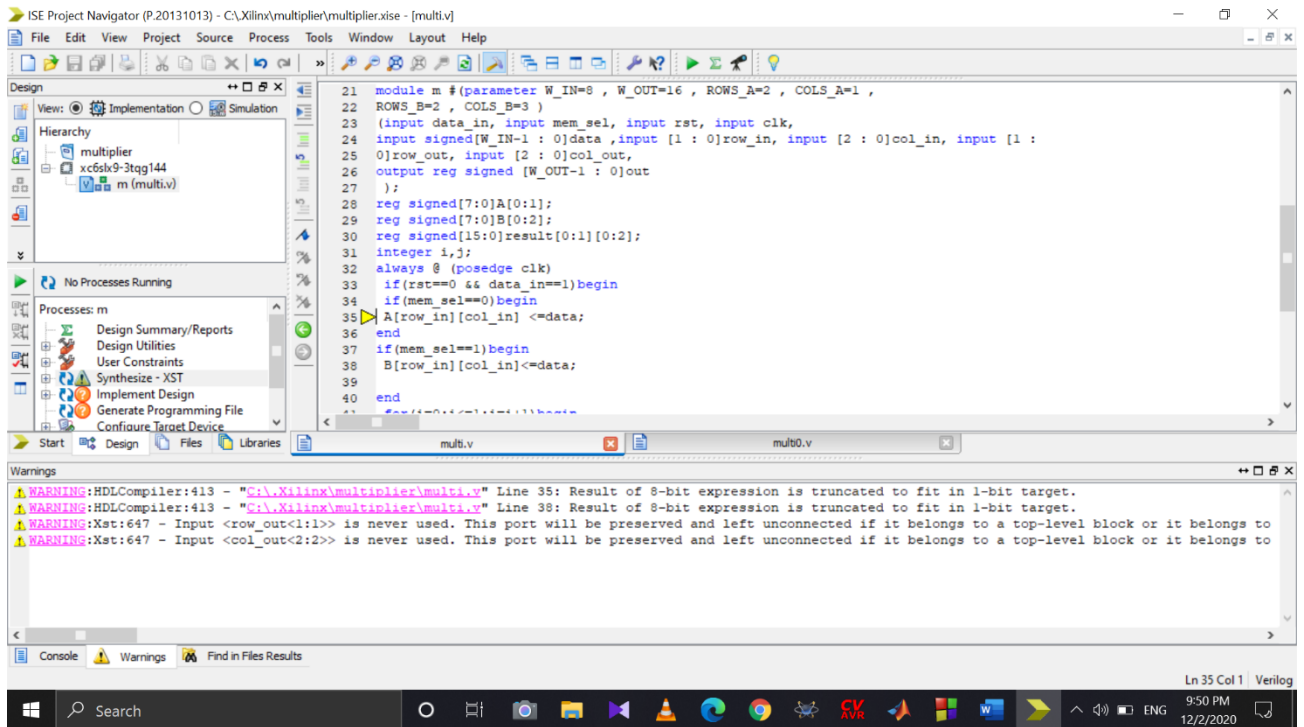 ISE Project Navigator (P.20131013) - C:\.Xilinx\multiplier\multiplier.xise - [multi.v]
File Edit View Project Source Process Tools Window Layout Help
Design
View: Implementation Simulation
Hierarchy
multiplier
xc6slx9-3tqg144
m (multi.v)
No Processes Running
Processes: m
Design Summary/Reports
Design Utilities
User Constraints
Synthesize - XST
Implement Design
Generate Programming File
Configure Target Device
Start Design Files Libraries
21 module m #(parameter W_IN=8 , W_OUT=16 , ROWS_A=2 , COLS_A=1 ,
22 ROWS_B=2 , COLS_B=3 )
23 (input data_in, input mem_sel, input rst, input clk,
24 input signed[W_IN-1 : 0]data ,input [1 : 0]row_in, input [2 : 0]col_in, input [1 :
25 0]row_out, input [2 : 0]col_out,
26 output reg signed [W_OUT-1 : 0]out
27 );
28 reg signed[7:0]A[0:1];
29 reg signed[7:0]B[0:2];
30 reg signed[15:0]result[0:1][0:2];
31 integer i,j;
32 always @ (posedge clk)
33 if(rst==0 && data_in==1)begin
34 if(mem_sel==0)begin
35 A[row_in][col_in] <=data;
36 end
37 if(mem_sel==1)begin
38 B[row_in][col_in]<=data;
39
40 end
41 for(i=0;i<=1;i=i+1)begin
multi.v multi0.v
Warnings
WARNING:HDLCompiler:413 - "C:\.Xilinx\multiplier\multi.v" Line 35: Result of 8-bit expression is truncated to fit in 1-bit target.
WARNING:HDLCompiler:413 - "C:\.Xilinx\multiplier\multi.v" Line 38: Result of 8-bit expression is truncated to fit in 1-bit target.
WARNING:Xst:647 - Input <row_out<1:1>> is never used. This port will be preserved and left unconnected if it belongs to a top-level block or it belongs to
WARNING:Xst:647 - Input <col_out<2:2>> is never used. This port will be preserved and left unconnected if it belongs to a top-level block or it belongs to
Console Warnings Find in Files Results
Ln 35 Col 1 Verilog
Search
CV
AVR
W
ENG
9:50 PM
12/2/2020